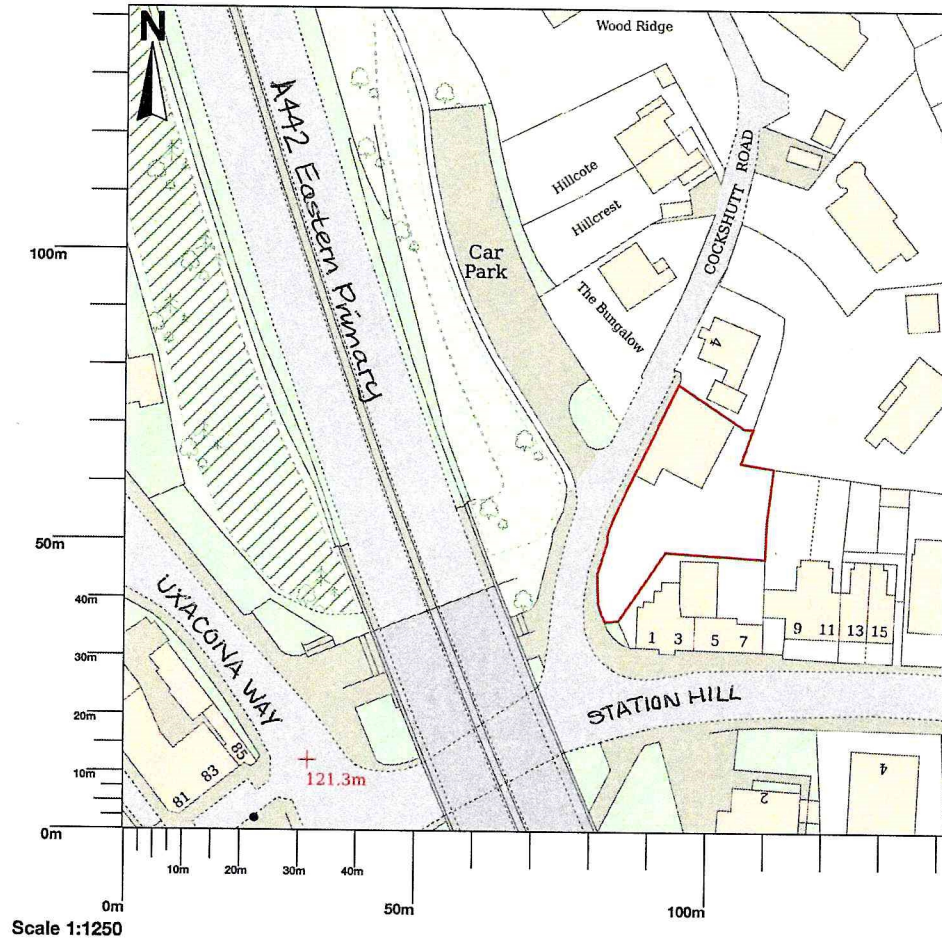 N
Wood Ridge
A442 Eastern Primary
Hillcote
Hillcrest
COCKSHUTT ROAD
Car
Park
The Bungalow
4
100m
50m
40m
30m
20m
10m
0m
UXACONA WAY
1 3 5 7 9 11 13 15
STATION HILL
121.3m
85
83
81
2
4
10m 20m 30m 40m
0m 50m 100m
Scale 1:1250